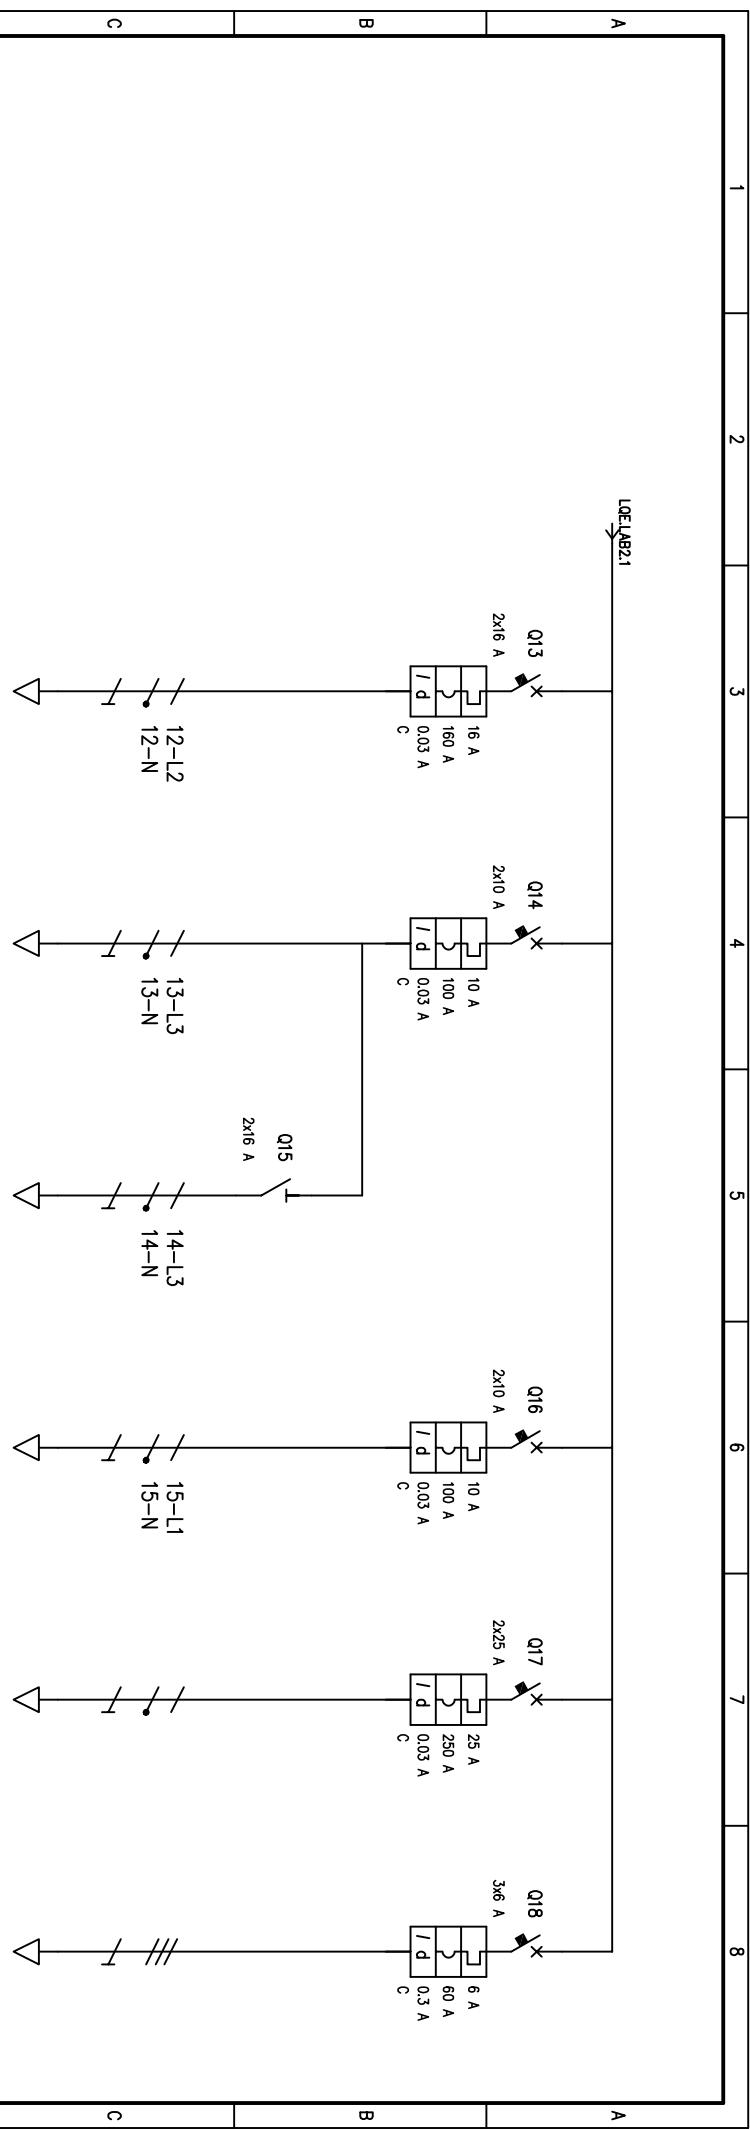 1
2
3
4
5
6
7
8
A
A
B
B
C
C
LQE.LAB2.1
Q13
2x16 A
16 A
160 A
I d
0.03 A
C
12-L2
12-N
Q14
2x10 A
10 A
100 A
I d
0.03 A
C
13-L3
13-N
Q15
2x16 A
14-L3
14-N
Q16
2x10 A
10 A
100 A
I d
0.03 A
C
15-L1
15-N
Q17
2x25 A
25 A
250 A
I d
0.03 A
C
Q18
3x6 A
6 A
60 A
I d
0.3 A
C